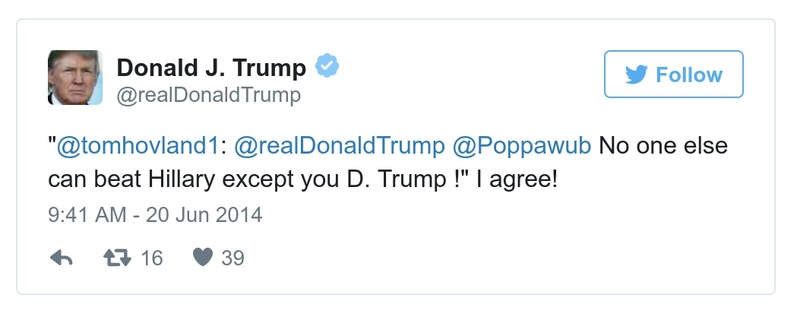 Donald J. Trump
@realDonaldTrump
Follow
"@tomhovland1: @realDonaldTrump @Poppawub No one else
can beat Hillary except you D. Trump !" I agree!
9:41 AM - 20 Jun 2014
16 39